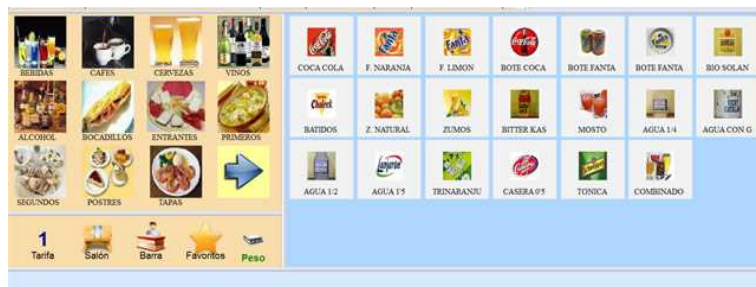 BEBIDAS CAFES CERVEZAS VINOS
ALCOHOL BOCADILLOS ENTRANTES PRIMEROS
SEGUNDOS POSTRES TAPAS
1
Tarifa Salón Barra Favoritos Peso
COCA COLA F. NARANJA F. LIMON BOTE COCA BOTE FANTA BOTE FANTA BIO SOLAN
BATIDOS Z. NATURAL ZUMOS BITTER KAS MOSTO AGUA 1/4 AGUA CON G
AGUA 1/2 AGUA 1'5 TRINARANJU CASERA 0'5 TONICA COMBINADO